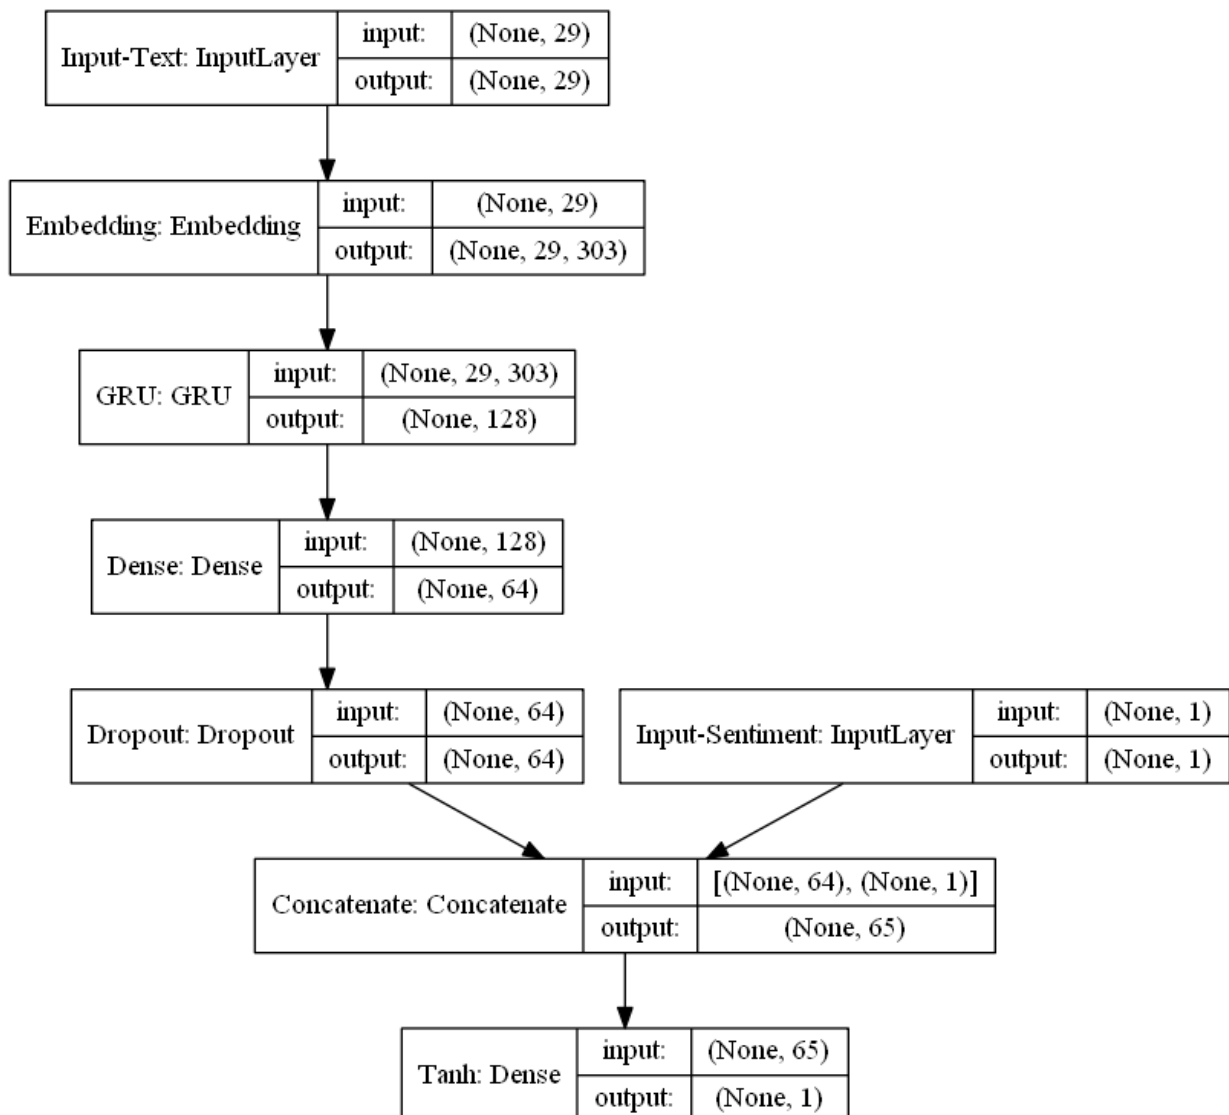 Input-Text: InputLayer
input: (None, 29)
output: (None, 29)
Embedding: Embedding
input: (None, 29)
output: (None, 29, 303)
GRU: GRU
input: (None, 29, 303)
output: (None, 128)
Dense: Dense
input: (None, 128)
output: (None, 64)
Dropout: Dropout
input: (None, 64)
output: (None, 64)
Input-Sentiment: InputLayer
input: (None, 1)
output: (None, 1)
Concatenate: Concatenate
input: [(None, 64), (None, 1)]
output: (None, 65)
Tanh: Dense
input: (None, 65)
output: (None, 1)